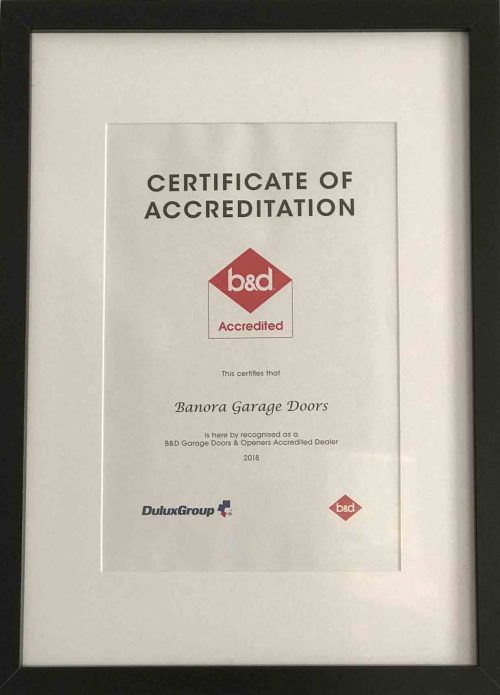 CERTIFICATE OF
ACCREDITATION
b&d
Accredited
This certifies that
Banora Garage Doors
is here by recognised as a
B&D Garage Doors & Openers Accredited Dealer
2018
DuluxGroup
b&d